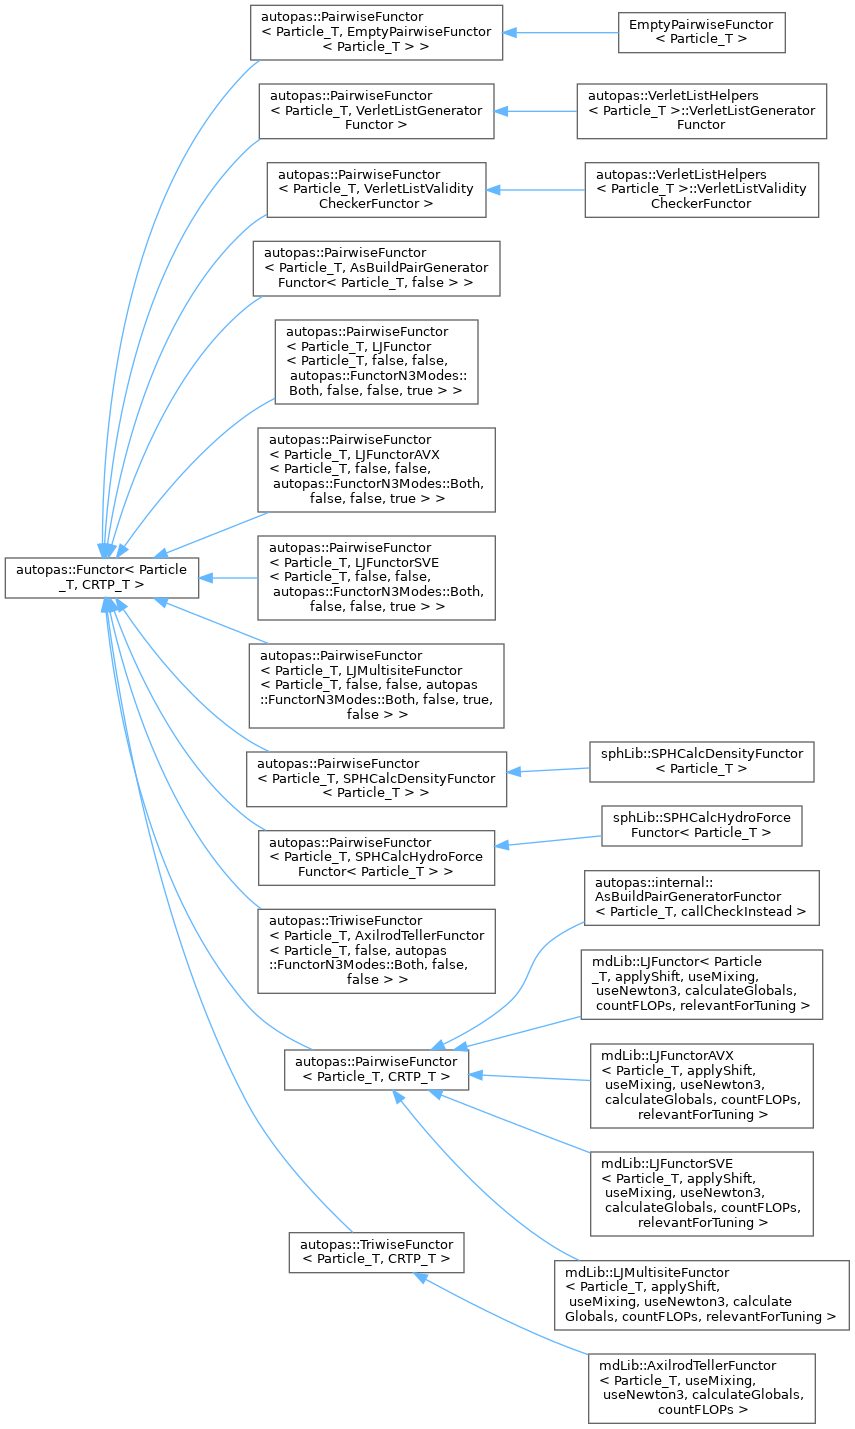 autopas::PairwiseFunctor
< Particle_T, EmptyPairwiseFunctor
< Particle_T > >
EmptyPairwiseFunctor
< Particle_T >
autopas::PairwiseFunctor
< Particle_T, VerletListGenerator
Functor >
autopas::VerletListHelpers
< Particle_T >::VerletListGenerator
Functor
autopas::PairwiseFunctor
< Particle_T, VerletListValidity
CheckerFunctor >
autopas::VerletListHelpers
< Particle_T >::VerletListValidity
CheckerFunctor
autopas::PairwiseFunctor
< Particle_T, AsBuildPairGenerator
Functor< Particle_T, false > >
autopas::PairwiseFunctor
< Particle_T, LJFunctor
< Particle_T, false, false,
autopas::FunctorN3Modes::
Both, false, false, true > >
autopas::PairwiseFunctor
< Particle_T, LJFunctorAVX
< Particle_T, false, false,
autopas::FunctorN3Modes::Both,
false, false, true > >
autopas::Functor< Particle
_T, CRTP_T >
autopas::PairwiseFunctor
< Particle_T, LJFunctorSVE
< Particle_T, false, false,
autopas::FunctorN3Modes::Both,
false, false, true > >
autopas::PairwiseFunctor
< Particle_T, LJMultisiteFunctor
< Particle_T, false, false, autopas
::FunctorN3Modes::Both, false, true,
false > >
autopas::PairwiseFunctor
< Particle_T, SPHCalcDensityFunctor
< Particle_T > >
sphLib::SPHCalcDensityFunctor
< Particle_T >
autopas::PairwiseFunctor
< Particle_T, SPHCalcHydroForce
Functor< Particle_T > >
sphLib::SPHCalcHydroForce
Functor< Particle_T >
autopas::TriwiseFunctor
< Particle_T, AxilrodTellerFunctor
< Particle_T, false, autopas
::FunctorN3Modes::Both, false,
false > >
autopas::internal::
AsBuildPairGeneratorFunctor
< Particle_T, callCheckInstead >
mdLib::LJFunctor< Particle
_T, applyShift, useMixing,
useNewton3, calculateGlobals,
countFLOPs, relevantForTuning >
autopas::PairwiseFunctor
< Particle_T, CRTP_T >
mdLib::LJFunctorAVX
< Particle_T, applyShift,
useMixing, useNewton3,
calculateGlobals, countFLOPs,
relevantForTuning >
mdLib::LJFunctorSVE
< Particle_T, applyShift,
useMixing, useNewton3,
calculateGlobals, countFLOPs,
relevantForTuning >
autopas::TriwiseFunctor
< Particle_T, CRTP_T >
mdLib::LJMultisiteFunctor
< Particle_T, applyShift,
useMixing, useNewton3, calculate
Globals, countFLOPs, relevantForTuning >
mdLib::AxilrodTellerFunctor
< Particle_T, useMixing,
useNewton3, calculateGlobals,
countFLOPs >